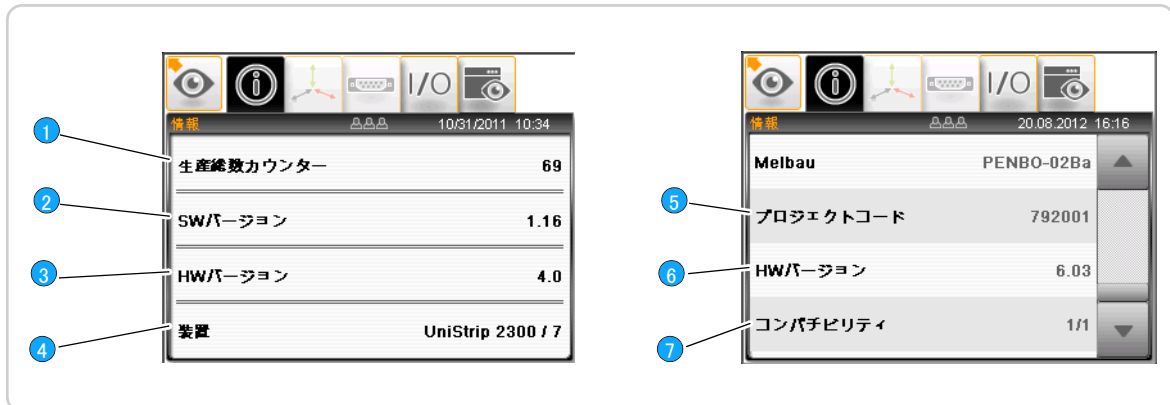 I/O
情報 10/31/2011 10:34
1 生産総数カウンター 69
2 SWバージョン 1.16
3 HWバージョン 4.0
4 装置 UniStrip 2300 / 7
I/O
情報 20.08.2012 16:16
Melbau PENBO-02Ba
5 プロジェクトコード 792001
6 HWバージョン 6.03
7 コンパチビリティ 1/1